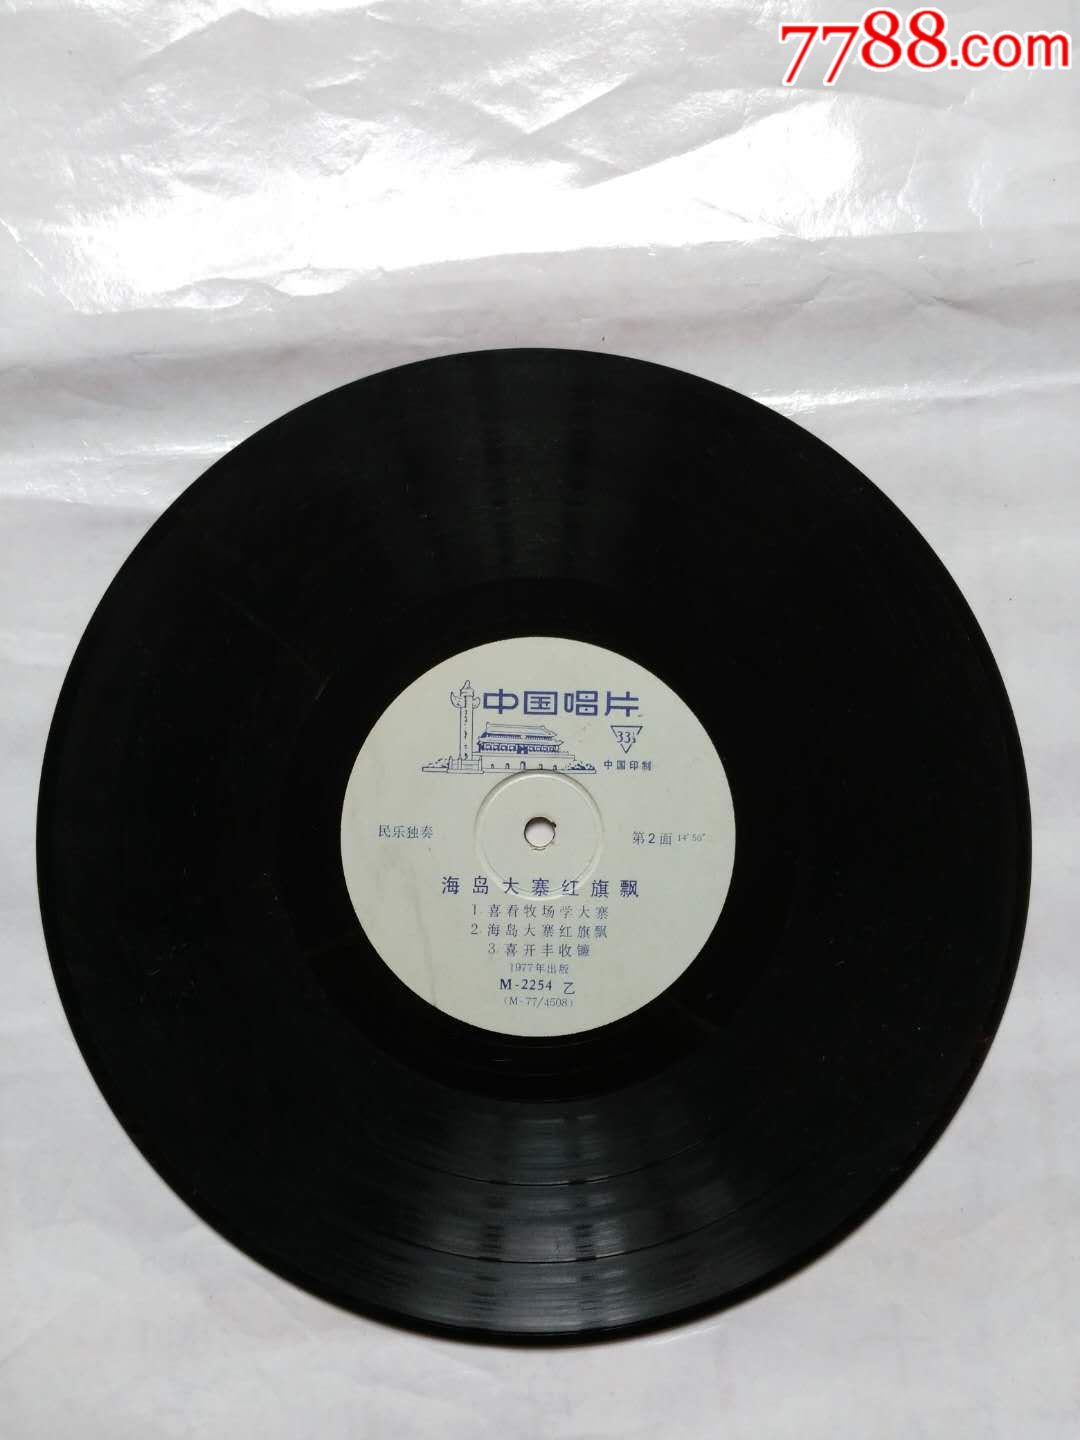 7788.com
中国唱片
33⅓
中国印制
民乐独奏
第2面 14′50″
海岛大寨红旗飘
1. 喜看牧场学大寨
2. 海岛大寨红旗飘
3. 喜开丰收镰
1977年出版
M-2254 乙
(M-77/4508)